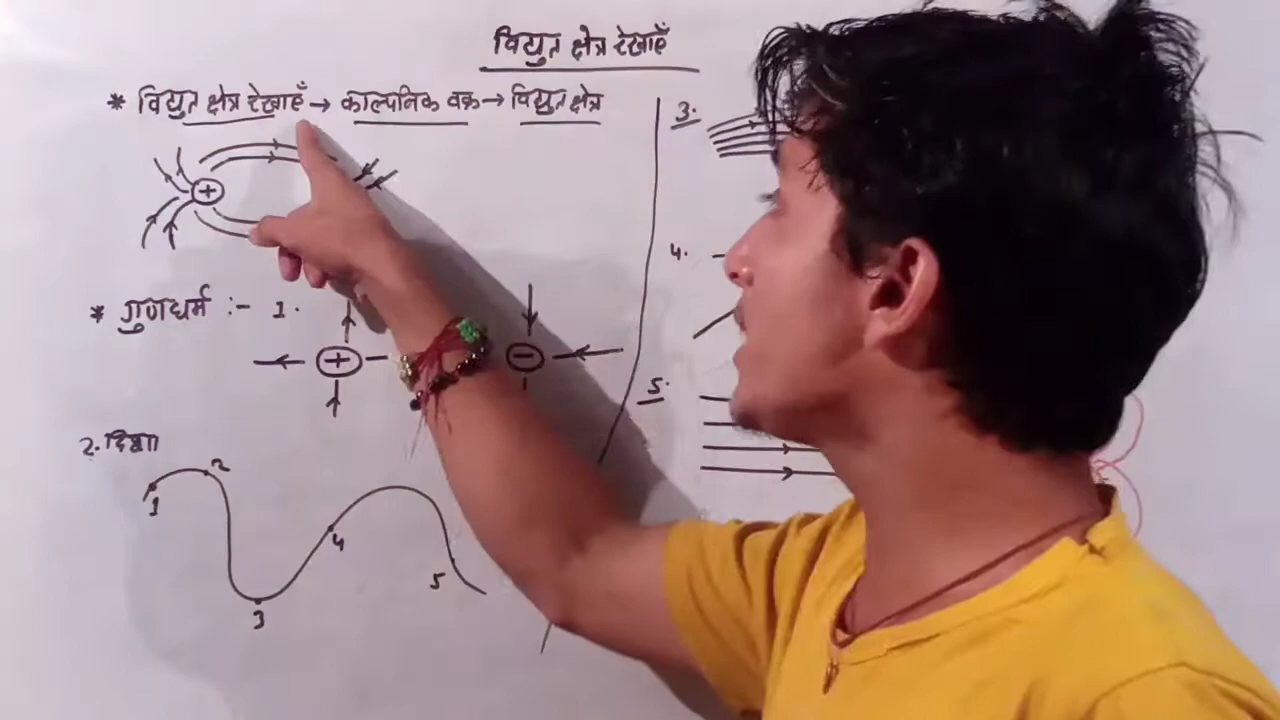 विद्युत क्षेत्र रेखाएँ
* विद्युत क्षेत्र रेखाएँ → काल्पनिक वक्र → विद्युत क्षेत्र
+
* गुणधर्म :- 1.
+ −
2. दिशा
1 2 3 4 5
3.
4.
5.